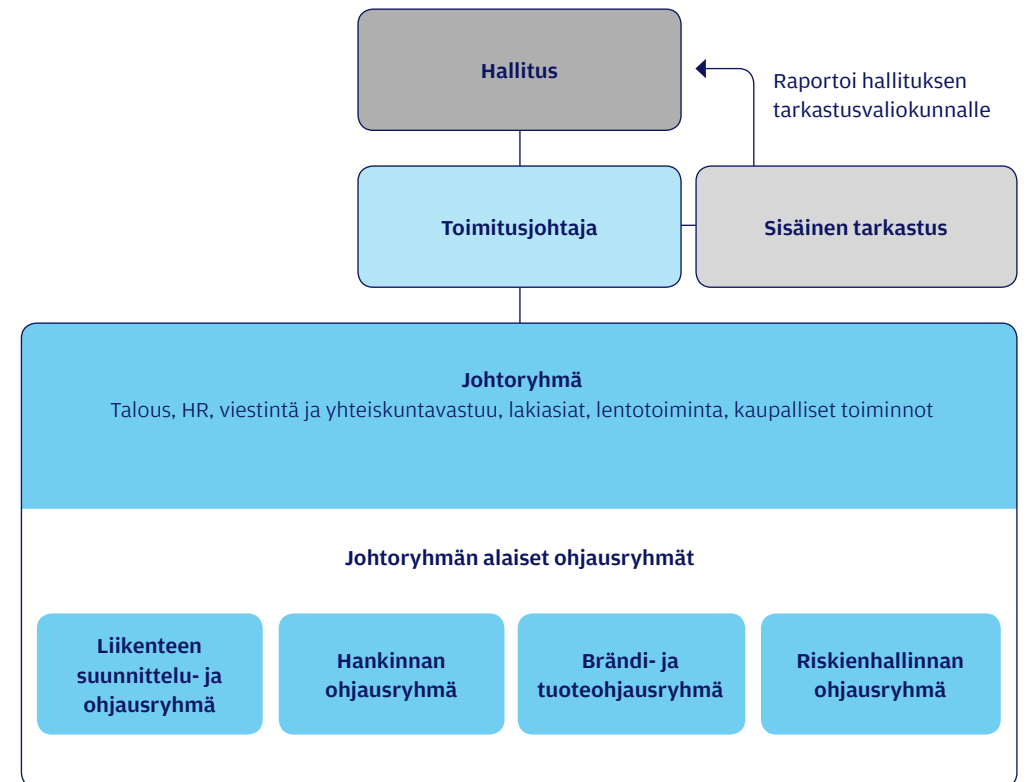 Hallitus
Raportoi hallituksen
tarkastusvaliokunnalle
Toimitusjohtaja
Sisäinen tarkastus
Johtoryhmä
Talous, HR, viestintä ja yhteiskuntavastuu, lakiasiat, lentotoiminta, kaupalliset toiminnot
Johtoryhmän alaiset ohjausryhmät
Liikenteen
suunnittelu- ja
ohjausryhmä
Hankinnan
ohjausryhmä
Brändi- ja
tuoteohjausryhmä
Riskienhallinnan
ohjausryhmä